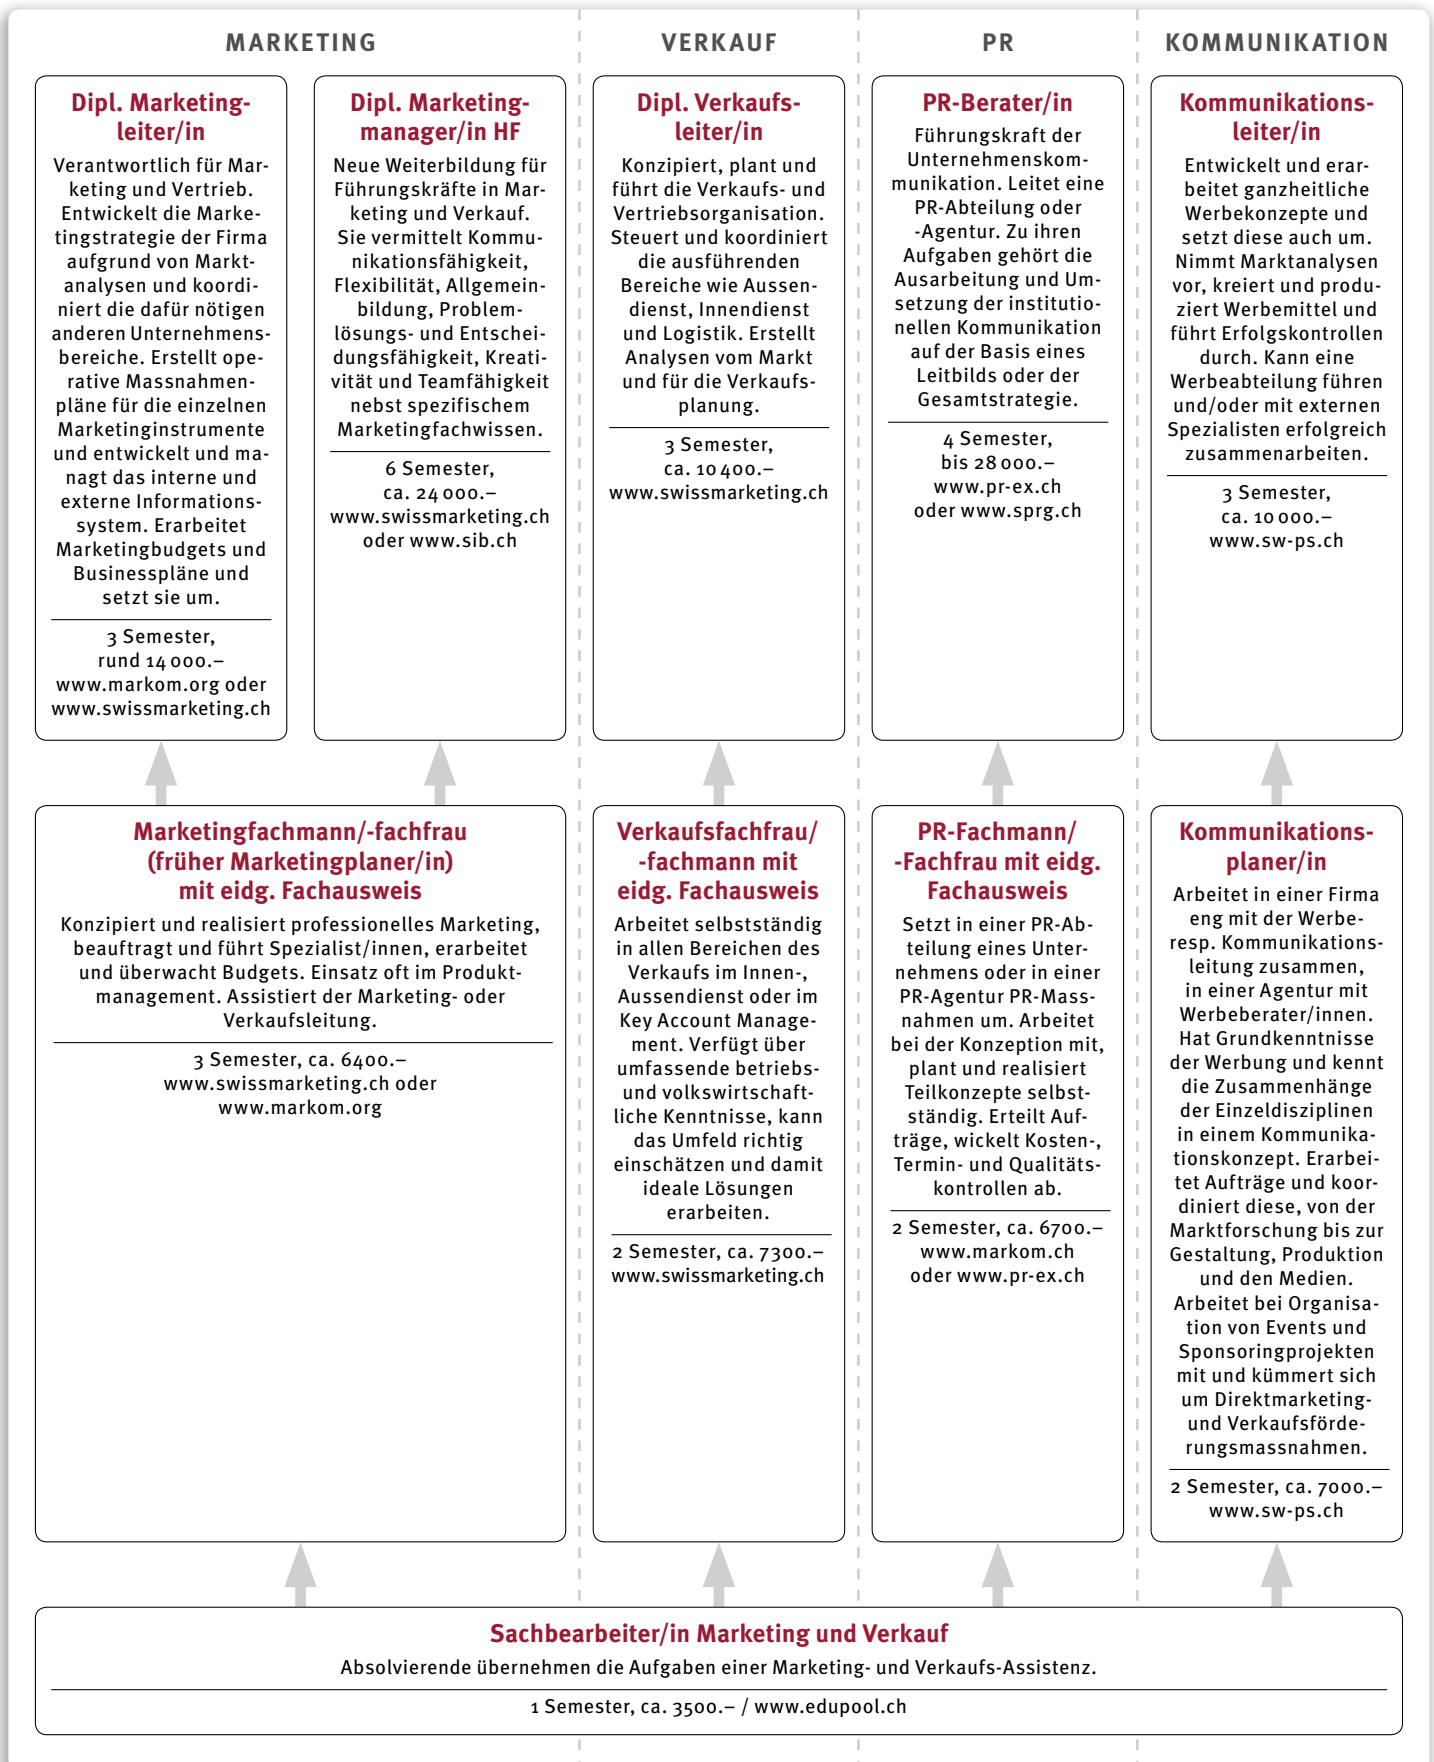 MARKETING
VERKAUF
PR
KOMMUNIKATION
Dipl. Marketing-
leiter/in
Verantwortlich für Mar-
keting und Vertrieb.
Entwickelt die Marke-
tingstrategie der Firma
aufgrund von Markt-
analysen und koordi-
niert die dafür nötigen
anderen Unternehmens-
bereiche. Erstellt ope-
rative Massnahmen-
pläne für die einzelnen
Marketinginstrumente
und entwickelt und ma-
nagt das interne und
externe Informations-
system. Erarbeitet
Marketingbudgets und
Businesspläne und
setzt sie um.
3 Semester,
rund 14 000.–
www.markom.org oder
www.swissmarketing.ch
Dipl. Marketing-
manager/in HF
Neue Weiterbildung für
Führungskräfte in Mar-
keting und Verkauf.
Sie vermittelt Kommu-
nikationsfähigkeit,
Flexibilität, Allgemein-
bildung, Problem-
lösungs- und Entschei-
dungsfähigkeit, Kreati-
vität und Teamfähigkeit
nebst spezifischem
Marketingfachwissen.
6 Semester,
ca. 24 000.–
www.swissmarketing.ch
oder www.sib.ch
Dipl. Verkaufs-
leiter/in
Konzipiert, plant und
führt die Verkaufs- und
Vertriebsorganisation.
Steuert und koordiniert
die ausführenden
Bereiche wie Aussen-
dienst, Innendienst
und Logistik. Erstellt
Analysen vom Markt
und für die Verkaufs-
planung.
3 Semester,
ca. 10 400.–
www.swissmarketing.ch
PR-Berater/in
Führungskraft der
Unternehmenskom-
munikation. Leitet eine
PR-Abteilung oder
-Agentur. Zu ihren
Aufgaben gehört die
Ausarbeitung und Um-
setzung der institutio-
nellen Kommunikation
auf der Basis eines
Leitbilds oder der
Gesamtstrategie.
4 Semester,
bis 28 000.–
www.pr-ex.ch
oder www.sprg.ch
Kommunikations-
leiter/in
Entwickelt und erar-
beitet ganzheitliche
Werbekonzepte und
setzt diese auch um.
Nimmt Marktanalysen
vor, kreiert und produ-
ziert Werbemittel und
führt Erfolgskontrollen
durch. Kann eine
Werbeabteilung führen
und/oder mit externen
Spezialisten erfolgreich
zusammenarbeiten.
3 Semester,
ca. 10 000.–
www.sw-ps.ch
Marketingfachmann/-fachfrau
(früher Marketingplaner/in)
mit eidg. Fachausweis
Konzipiert und realisiert professionelles Marketing,
beauftragt und führt Spezialist/innen, erarbeitet
und überwacht Budgets. Einsatz oft im Produkt-
management. Assistiert der Marketing- oder
Verkaufsleitung.
3 Semester, ca. 6400.–
www.swissmarketing.ch oder
www.markom.org
Verkaufsfachfrau/
-fachmann mit
eidg. Fachausweis
Arbeitet selbstständig
in allen Bereichen des
Verkaufs im Innen-,
Aussendienst oder im
Key Account Manage-
ment. Verfügt über
umfassende betriebs-
und volkswirtschaft-
liche Kenntnisse, kann
das Umfeld richtig
einschätzen und damit
ideale Lösungen
erarbeiten.
2 Semester, ca. 7300.–
www.swissmarketing.ch
PR-Fachmann/
-Fachfrau mit eidg.
Fachausweis
Setzt in einer PR-Ab-
teilung eines Unter-
nehmens oder in einer
PR-Agentur PR-Mass-
nahmen um. Arbeitet
bei der Konzeption mit,
plant und realisiert
Teilkonzepte selbst-
ständig. Erteilt Auf-
träge, wickelt Kosten-,
Termin- und Qualitäts-
kontrollen ab.
2 Semester, ca. 6700.–
www.markom.ch
oder www.pr-ex.ch
Kommunikations-
planer/in
Arbeitet in einer Firma
eng mit der Werbe-
resp. Kommunikations-
leitung zusammen,
in einer Agentur mit
Werbeberater/innen.
Hat Grundkenntnisse
der Werbung und kennt
die Zusammenhänge
der Einzeldisziplinen
in einem Kommunika-
tionskonzept. Erarbei-
tet Aufträge und koor-
diniert diese, von der
Marktforschung bis zur
Gestaltung, Produktion
und den Medien.
Arbeitet bei Organisa-
tion von Events und
Sponsoringprojekten
mit und kümmert sich
um Direktmarketing-
und Verkaufsförde-
rungsmassnahmen.
2 Semester, ca. 7000.–
www.sw-ps.ch
Sachbearbeiter/in Marketing und Verkauf
Absolvierende übernehmen die Aufgaben einer Marketing- und Verkaufs-Assistenz.
1 Semester, ca. 3500.– / www.edupool.ch